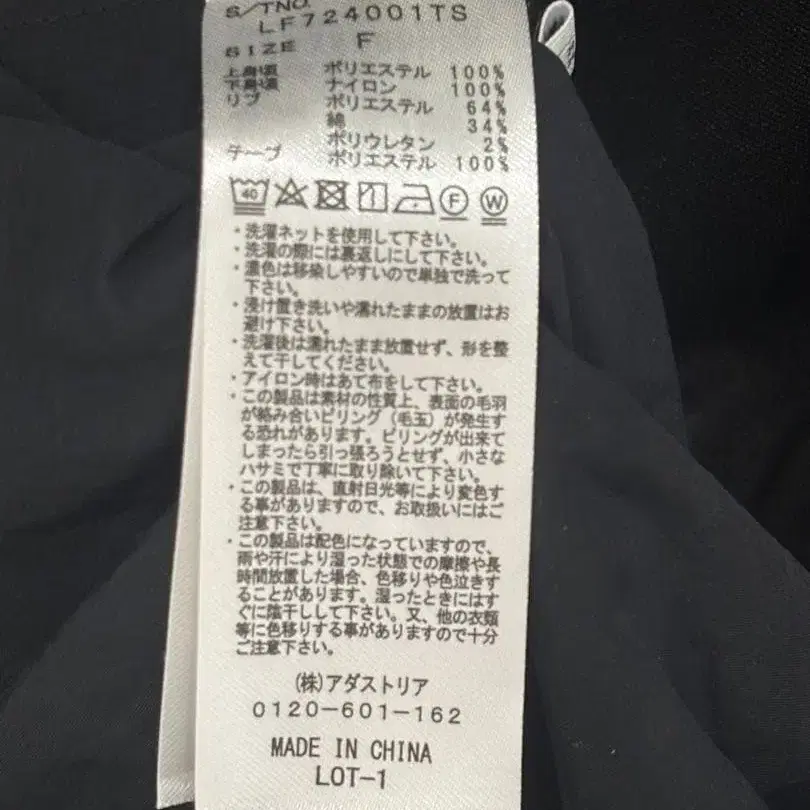 S/TNO.
LF724001TS
SIZE F
上身頃 ポリエステル 100%
下身頃 ナイロン 100%
リブ ポリエステル 64%
綿 34%
ポリウレタン 2%
テープ ポリエステル 100%
40 F W
・洗濯ネットを使用して下さい。
・洗濯の際には裏返しにして下さい。
・濃色は移染しやすいので単独で洗って
下さい。
・浸け置き洗いや濡れたままの放置はお
避け下さい。
・洗濯後は濡れたまま放置せず、形を整
えて干してください。
・アイロン時はあて布をして下さい。
・この製品は素材の性質上、表面の毛羽
が絡み合いピリング（毛玉）が発生す
る恐れがあります。ピリングが出来て
しまったら引っ張ろうとせず、小さな
ハサミで丁寧に取り除いて下さい。
・この製品は、直射日光等により変色す
る事がありますので、お取扱いにはご
注意下さい。
・この製品は配色になっていますので、
雨や汗により湿った状態での摩擦や長
時間放置した場合、色移りや色泣きす
ることがあります。湿ったときにはす
ぐに陰干しして下さい。又、他の衣類
等に色移りする事がありますので十分
ご注意下さい。
(株)アダストリア
0120-601-162
MADE IN CHINA
LOT-1